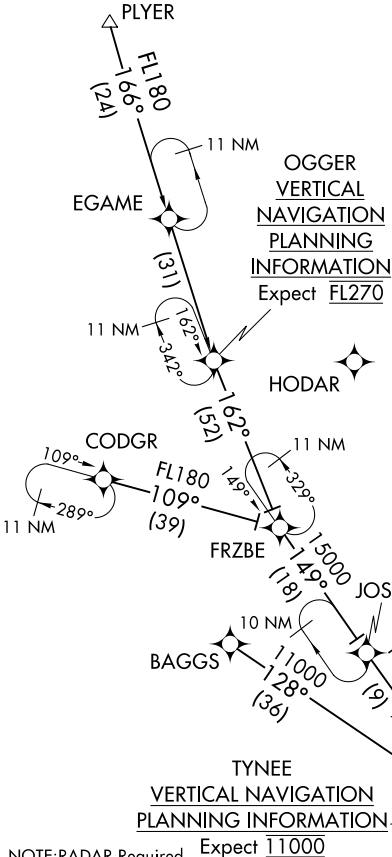 PLYER
FL180
166°
(24)
11 NM
EGAME
OGGER
VERTICAL
NAVIGATION
PLANNING
INFORMATION
Expect FL270
(31)
11 NM
162°
342°
HODAR
162°
(52)
CODGR
11 NM
109°
289°
11 NM
FL180
109°
(39)
149°
329°
FRZBE
15000
149°
(18)
JOS
10 NM
BAGGS
11000
128°
(36)
(9)
TYNEE
VERTICAL NAVIGATION
PLANNING INFORMATION
Expect 11000
NOTE:RADAR Required